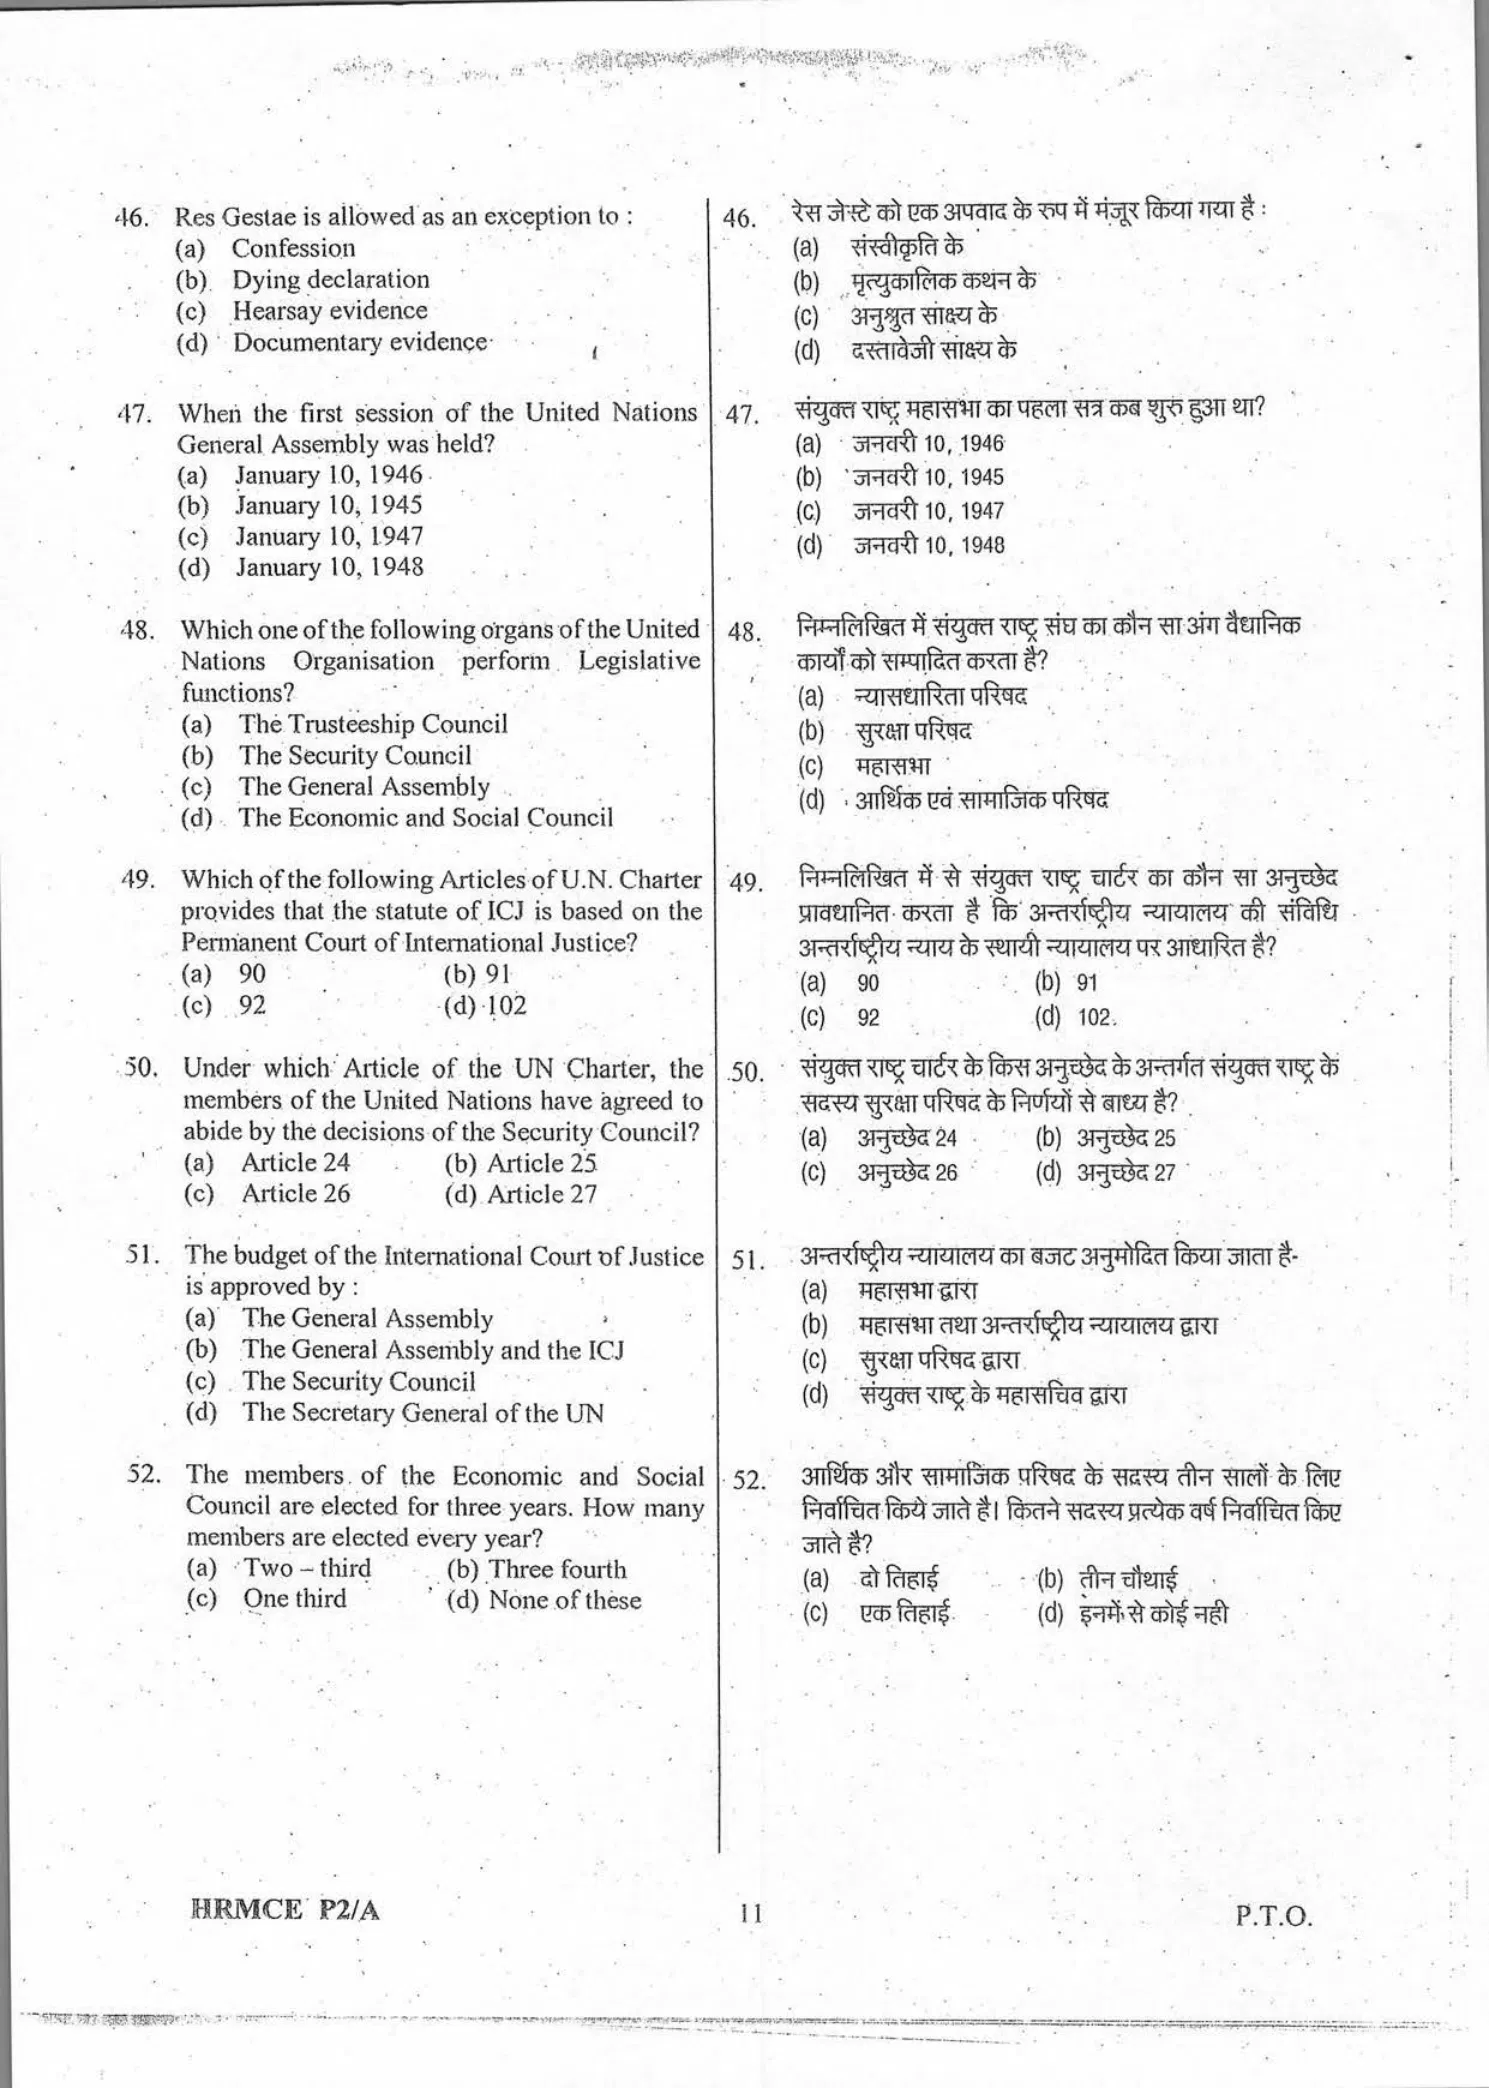 46. Res Gestae is allowed as an exception to :
(a) Confession
(b) Dying declaration
(c) Hearsay evidence
(d) Documentary evidence
47. When the first session of the United Nations
General Assembly was held?
(a) January 10, 1946
(b) January 10, 1945
(c) January 10, 1947
(d) January 10, 1948
48. Which one of the following organs of the United
Nations Organisation perform Legislative
functions?
(a) The Trusteeship Council
(b) The Security Council
(c) The General Assembly
(d) The Economic and Social Council
49. Which of the following Articles of U.N. Charter
provides that the statute of ICJ is based on the
Permanent Court of International Justice?
(a) 90 (b) 91
(c) 92 (d) 102
50. Under which Article of the UN Charter, the
members of the United Nations have agreed to
abide by the decisions of the Security Council?
(a) Article 24 (b) Article 25
(c) Article 26 (d) Article 27
51. The budget of the International Court of Justice
is approved by :
(a) The General Assembly
(b) The General Assembly and the ICJ
(c) The Security Council
(d) The Secretary General of the UN
52. The members of the Economic and Social
Council are elected for three years. How many
members are elected every year?
(a) Two – third (b) Three fourth
(c) One third (d) None of these
46. रेस जेस्टे को एक अपवाद के रुप में मंजूर किया गया है :
(a) संस्वीकृति के
(b) मृत्युकालिक कथन के
(c) अनुश्रुत साक्ष्य के
(d) दस्तावेजी साक्ष्य के
47. संयुक्त राष्ट्र महासभा का पहला सत्र कब शुरु हुआ था?
(a) जनवरी 10, 1946
(b) जनवरी 10, 1945
(c) जनवरी 10, 1947
(d) जनवरी 10, 1948
48. निम्नलिखित में संयुक्त राष्ट्र संघ का कौन सा अंग वैधानिक
कार्यों को सम्पादित करता है?
(a) न्यासधारिता परिषद
(b) सुरक्षा परिषद
(c) महासभा
(d) आर्थिक एवं सामाजिक परिषद
49. निम्नलिखित में से संयुक्त राष्ट्र चार्टर का कौन सा अनुच्छेद
प्रावधानित करता है कि अन्तर्राष्ट्रीय न्यायालय की संविधि
अन्तर्राष्ट्रीय न्याय के स्थायी न्यायालय पर आधारित है?
(a) 90 (b) 91
(c) 92 (d) 102
50. संयुक्त राष्ट्र चार्टर के किस अनुच्छेद के अन्तर्गत संयुक्त राष्ट्र के
सदस्य सुरक्षा परिषद के निर्णयों से बाध्य है?
(a) अनुच्छेद 24 (b) अनुच्छेद 25
(c) अनुच्छेद 26 (d) अनुच्छेद 27
51. अन्तर्राष्ट्रीय न्यायालय का बजट अनुमोदित किया जाता है-
(a) महासभा द्वारा
(b) महासभा तथा अन्तर्राष्ट्रीय न्यायालय द्वारा
(c) सुरक्षा परिषद द्वारा
(d) संयुक्त राष्ट्र के महासचिव द्वारा
52. आर्थिक और सामाजिक परिषद के सदस्य तीन सालों के लिए
निर्वाचित किये जाते है। कितने सदस्य प्रत्येक वर्ष निर्वाचित किए
जाते है?
(a) दो तिहाई (b) तीन चौथाई
(c) एक तिहाई (d) इनमें से कोई नही
HRMCE P2/A
11
P.T.O.